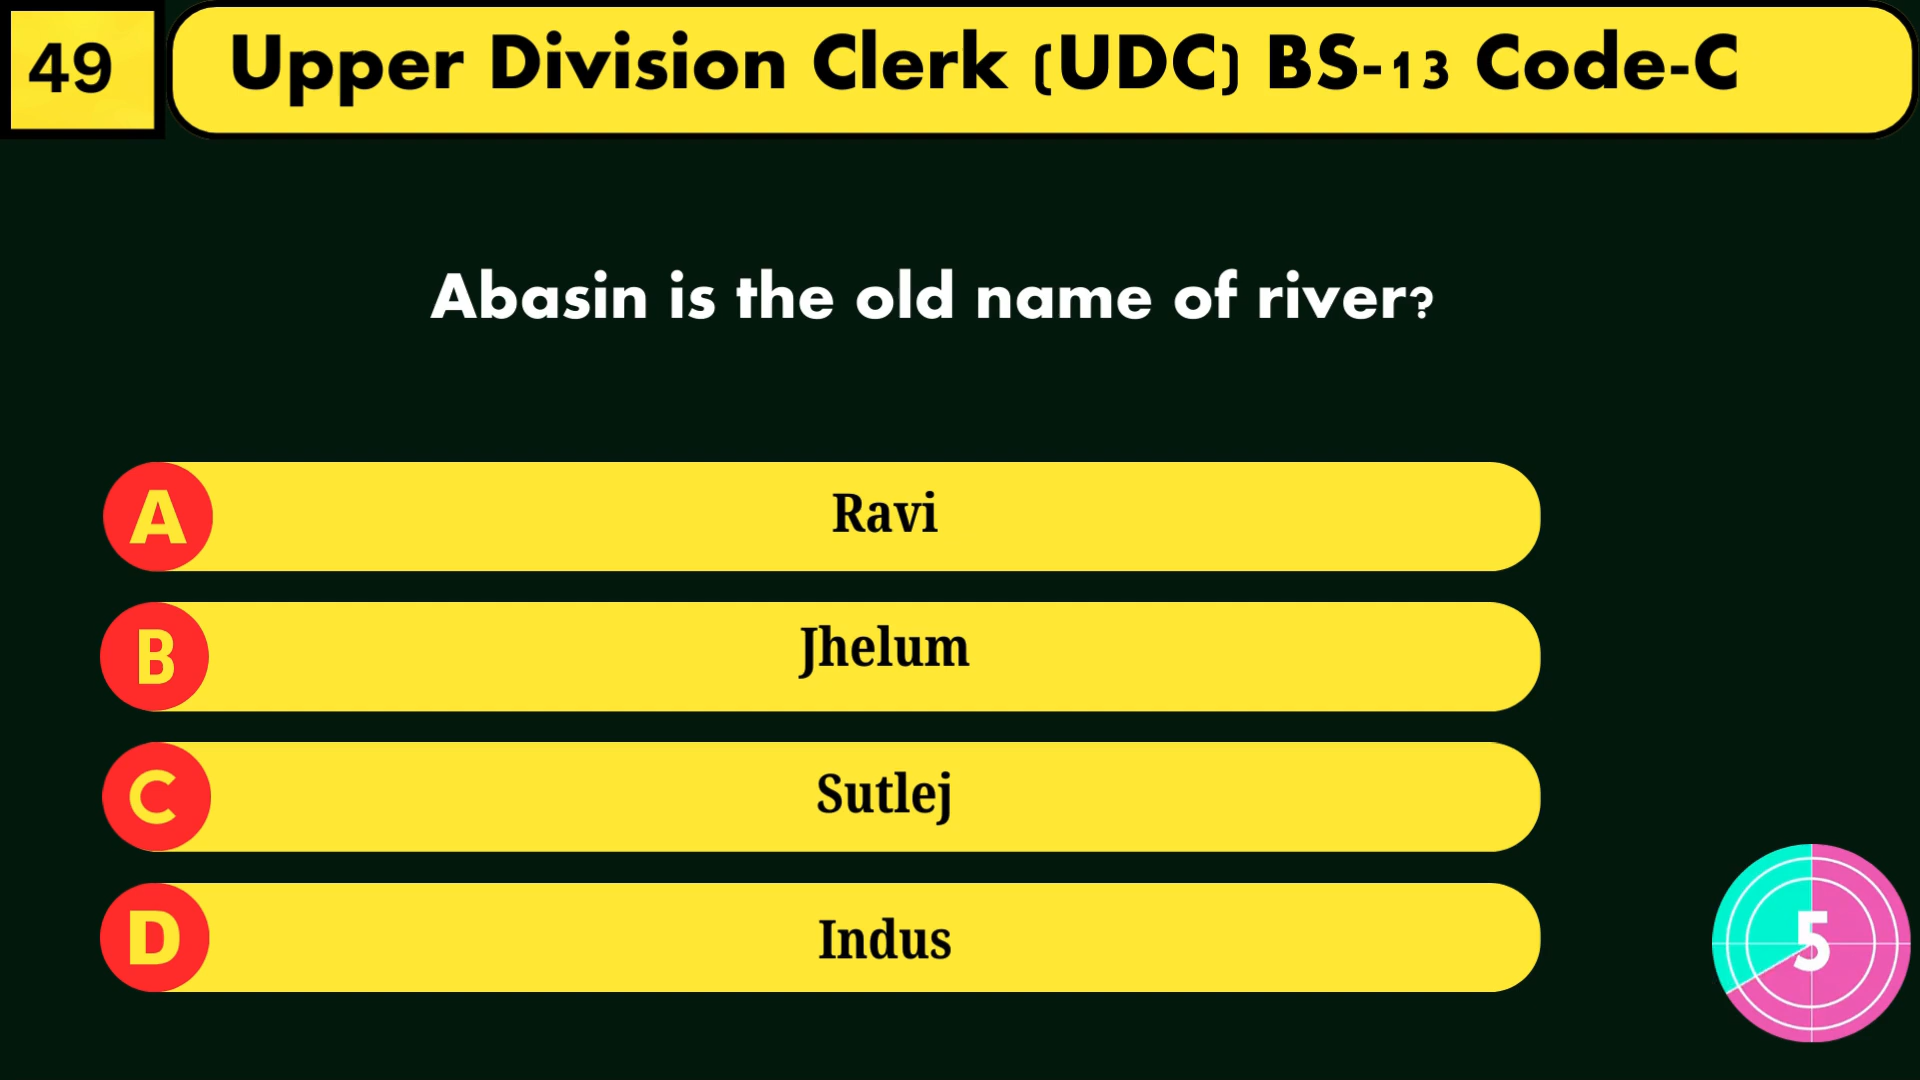 49
Upper Division Clerk (UDC) BS-13 Code-C
Abasin is the old name of river?
A Ravi
B Jhelum
C Sutlej
D Indus
5